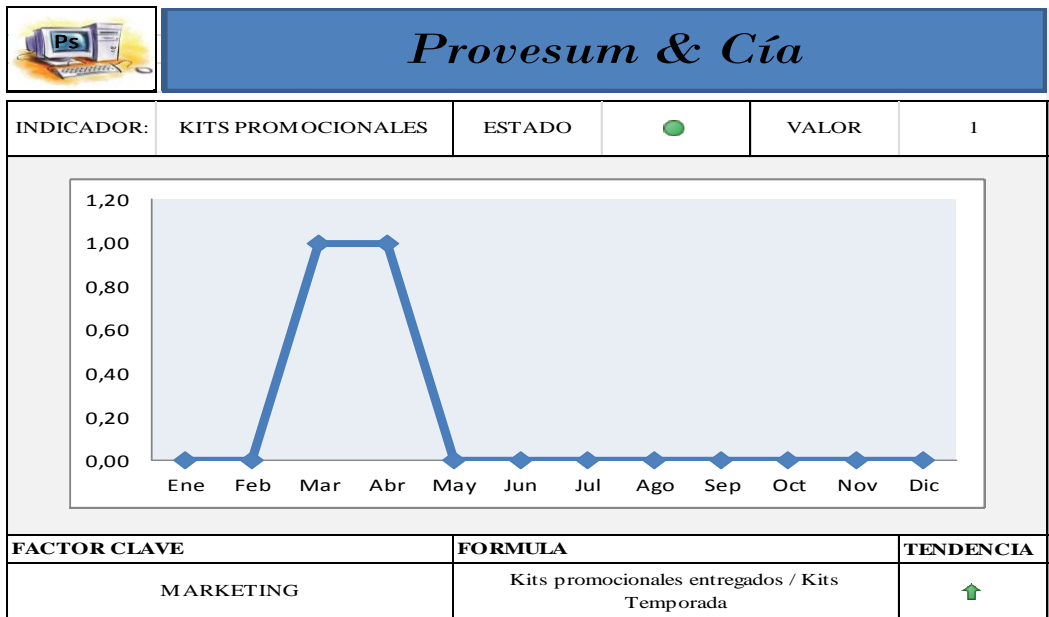 Ps
Provesum & Cía
INDICADOR: KITS PROMOCIONALES ESTADO VALOR 1
1,20
1,00
0,80
0,60
0,40
0,20
0,00
Ene Feb Mar Abr May Jun Jul Ago Sep Oct Nov Dic
FACTOR CLAVE FORMULA TENDENCIA
MARKETING Kits promocionales entregados / Kits
Temporada